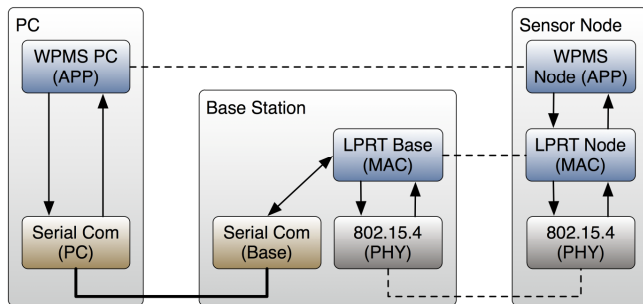 PC
WPMS PC
(APP)
Serial Com
(PC)
Base Station
LPRT Base
(MAC)
Serial Com
(Base)
802.15.4
(PHY)
Sensor Node
WPMS
Node (APP)
LPRT Node
(MAC)
802.15.4
(PHY)